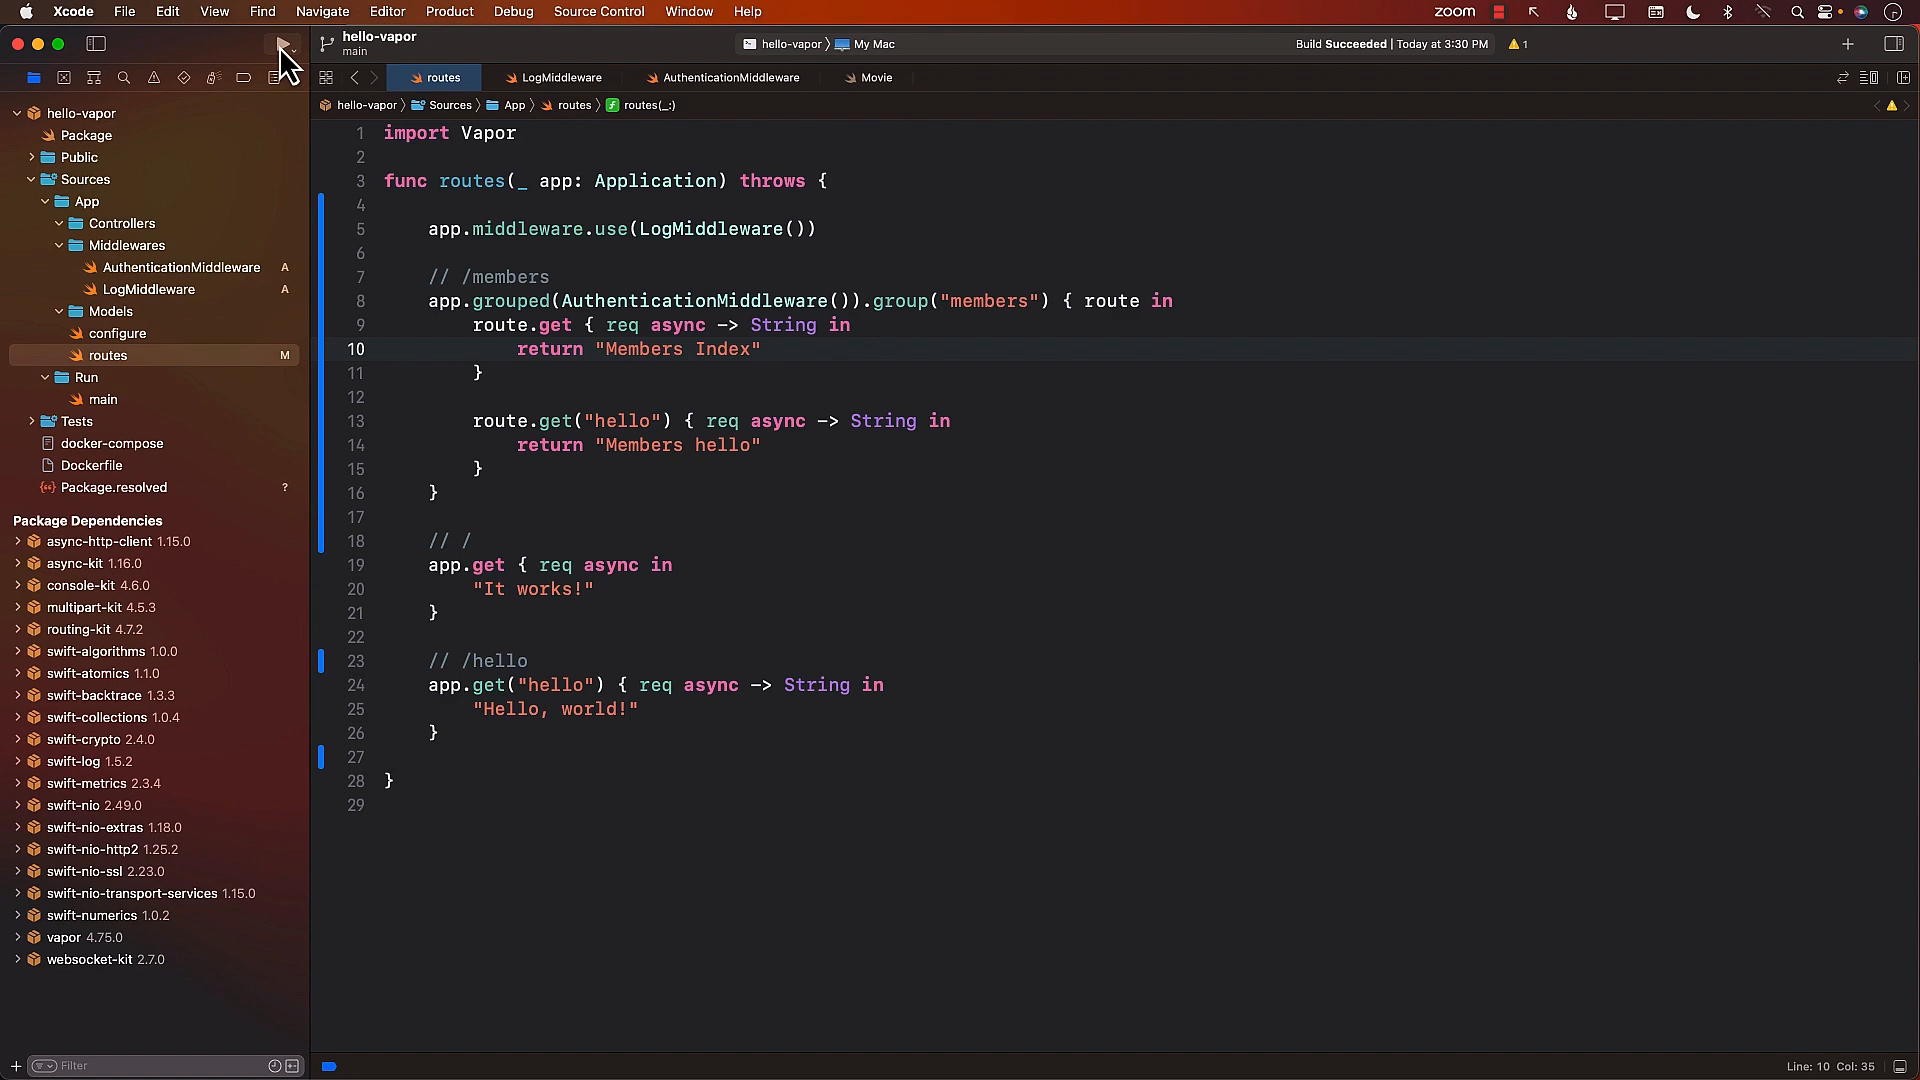 Xcode File Edit View Find Navigate Editor Product Debug Source Control Window Help zoom
hello-vapor
main
hello-vapor My Mac
Build Succeeded | Today at 3:30 PM 1
routes LogMiddleware AuthenticationMiddleware Movie
hello-vapor Sources App routes routes(_:)
hello-vapor
Package
Public
Sources
App
Controllers
Middlewares
AuthenticationMiddleware A
LogMiddleware A
Models
configure
routes M
Run
main
Tests
docker-compose
Dockerfile
Package.resolved ?
Package Dependencies
async-http-client 1.15.0
async-kit 1.16.0
console-kit 4.6.0
multipart-kit 4.5.3
routing-kit 4.7.2
swift-algorithms 1.0.0
swift-atomics 1.1.0
swift-backtrace 1.3.3
swift-collections 1.0.4
swift-crypto 2.4.0
swift-log 1.5.2
swift-metrics 2.3.4
swift-nio 2.49.0
swift-nio-extras 1.18.0
swift-nio-http2 1.25.2
swift-nio-ssl 2.23.0
swift-nio-transport-services 1.15.0
swift-numerics 1.0.2
vapor 4.75.0
websocket-kit 2.7.0
Filter
1 import Vapor
2
3 func routes(_ app: Application) throws {
4
5 app.middleware.use(LogMiddleware())
6
7 // /members
8 app.grouped(AuthenticationMiddleware()).group("members") { route in
9 route.get { req async -> String in
10 return "Members Index"
11 }
12
13 route.get("hello") { req async -> String in
14 return "Members hello"
15 }
16 }
17
18 // /
19 app.get { req async in
20 "It works!"
21 }
22
23 // /hello
24 app.get("hello") { req async -> String in
25 "Hello, world!"
26 }
27
28 }
29
Line: 10 Col: 35